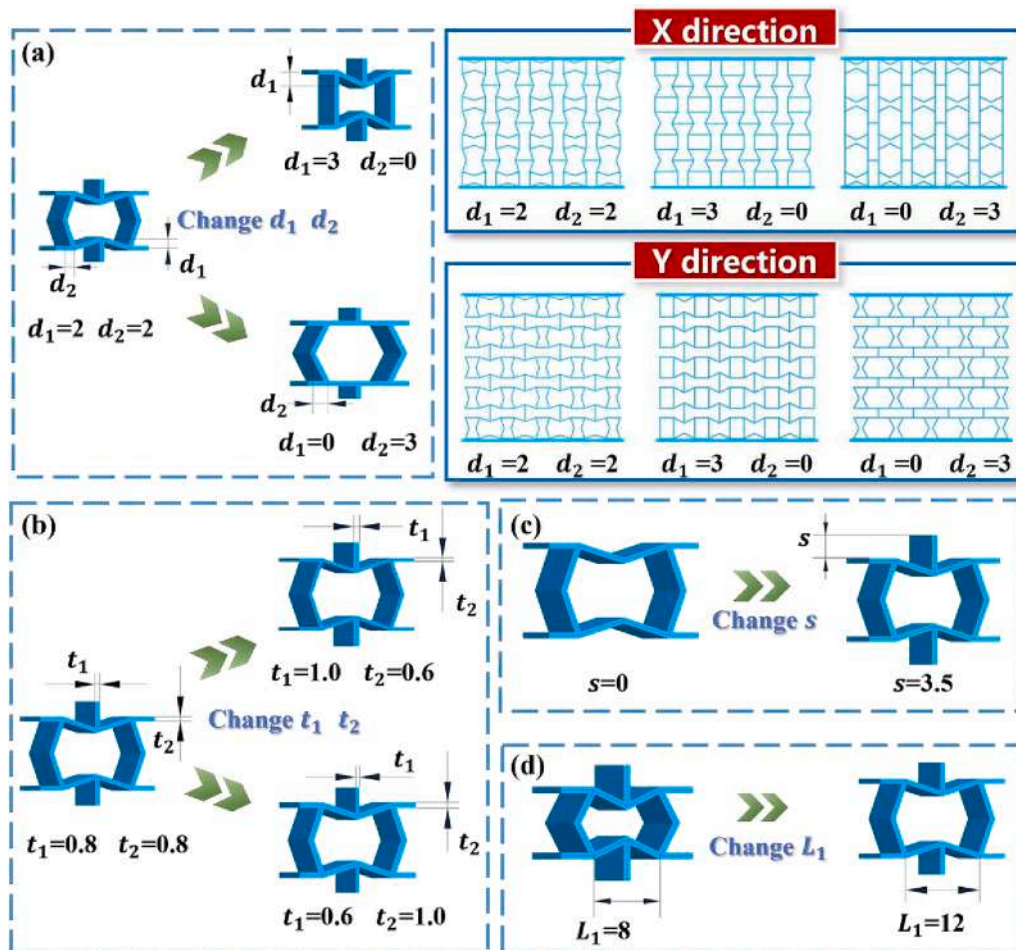 (a)
d₁
d₁=3 d₂=0
Change d₁ d₂
d₁
d₂
d₁=2 d₂=2
d₂
d₁=0 d₂=3
X direction
d₁=2 d₂=2 d₁=3 d₂=0 d₁=0 d₂=3
Y direction
d₁=2 d₂=2 d₁=3 d₂=0 d₁=0 d₂=3
(b)
t₁
t₂
t₁=1.0 t₂=0.6
t₁
Change t₁ t₂
t₂
t₁
t₂
t₁=0.8 t₂=0.8
t₁=0.6 t₂=1.0
(c)
s
Change s
s=0 s=3.5
(d)
Change L₁
L₁=8 L₁=12